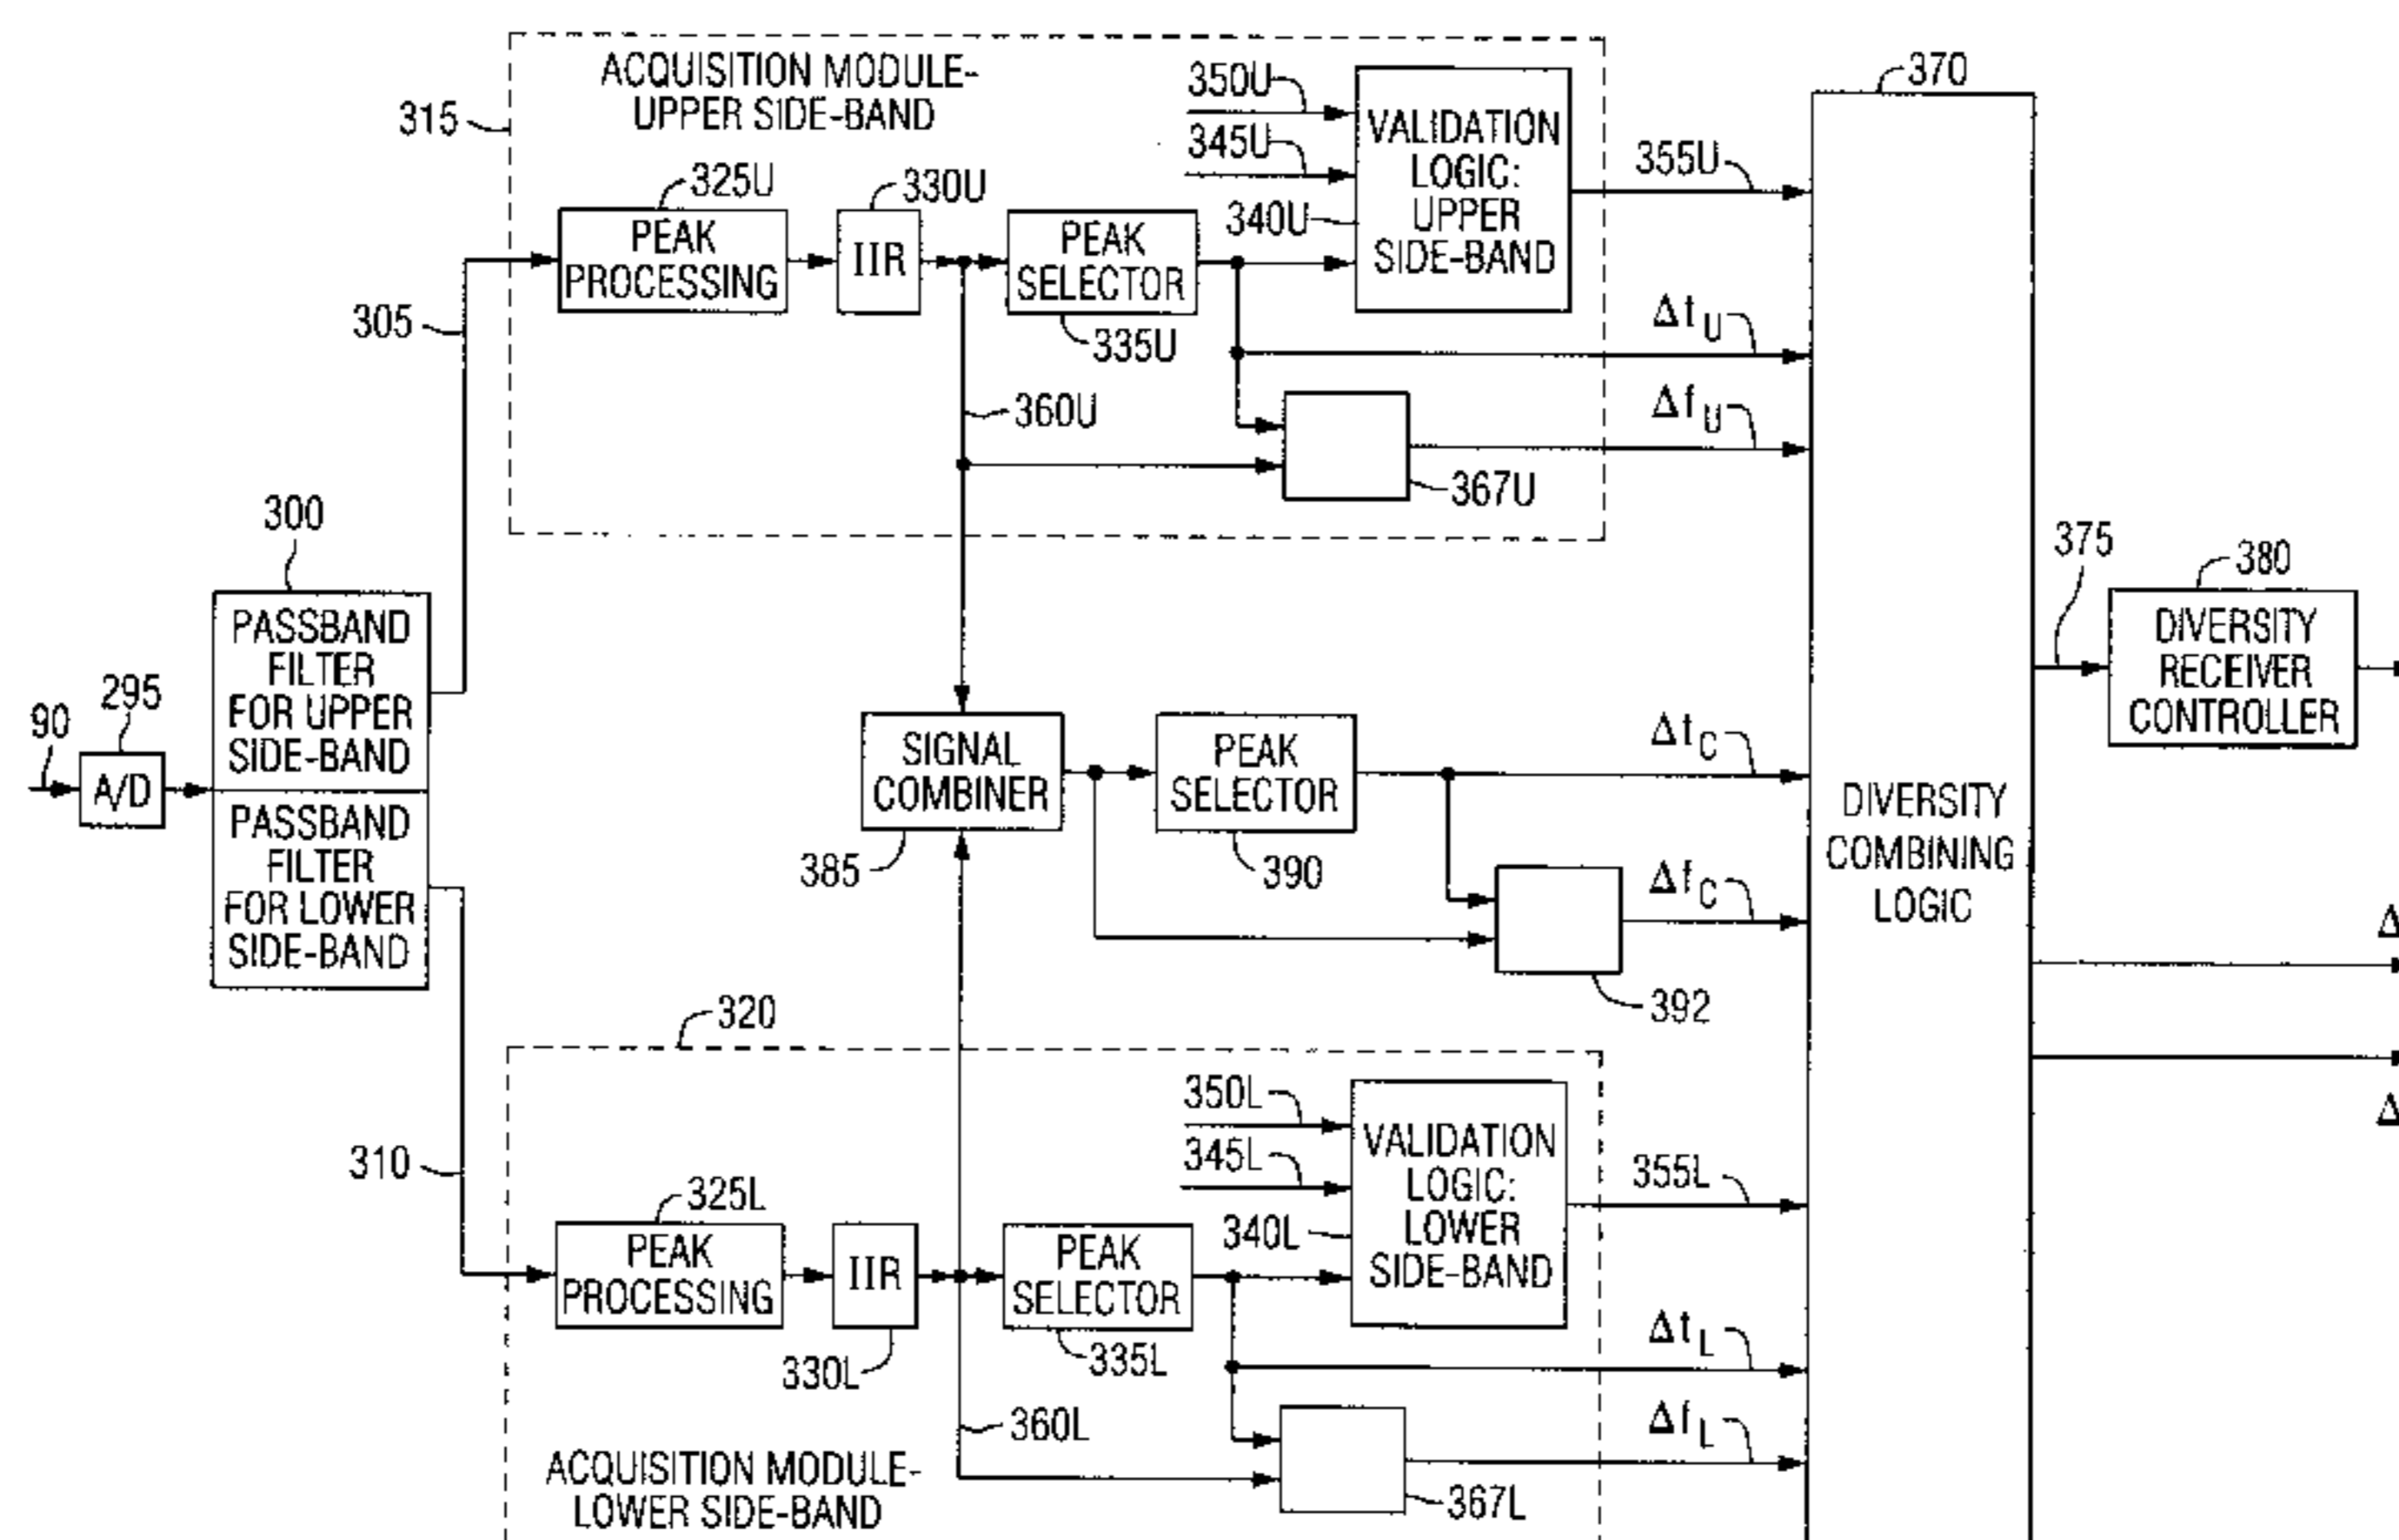 ACQUISITION MODULE-
UPPER SIDE-BAND
315
350U
345U
340U
VALIDATION
LOGIC:
UPPER
SIDE-BAND
355U
370
325U
PEAK
PROCESSING
330U
IIR
PEAK
SELECTOR
335U
305
360U
367U
Δt U
Δf U
300
PASSBAND
FILTER
FOR UPPER
SIDE-BAND
PASSBAND
FILTER
FOR LOWER
SIDE-BAND
90
295
A/D
SIGNAL
COMBINER
385
PEAK
SELECTOR
390
Δt C
Δf C
392
DIVERSITY
COMBINING
LOGIC
375
380
DIVERSITY
RECEIVER
CONTROLLER
Δ
Δ
320
310
350L
345L
340L
VALIDATION
LOGIC:
LOWER
SIDE-BAND
355L
325L
PEAK
PROCESSING
IIR
330L
PEAK
SELECTOR
335L
360L
367L
Δt L
Δf L
ACQUISITION MODULE-
LOWER SIDE-BAND